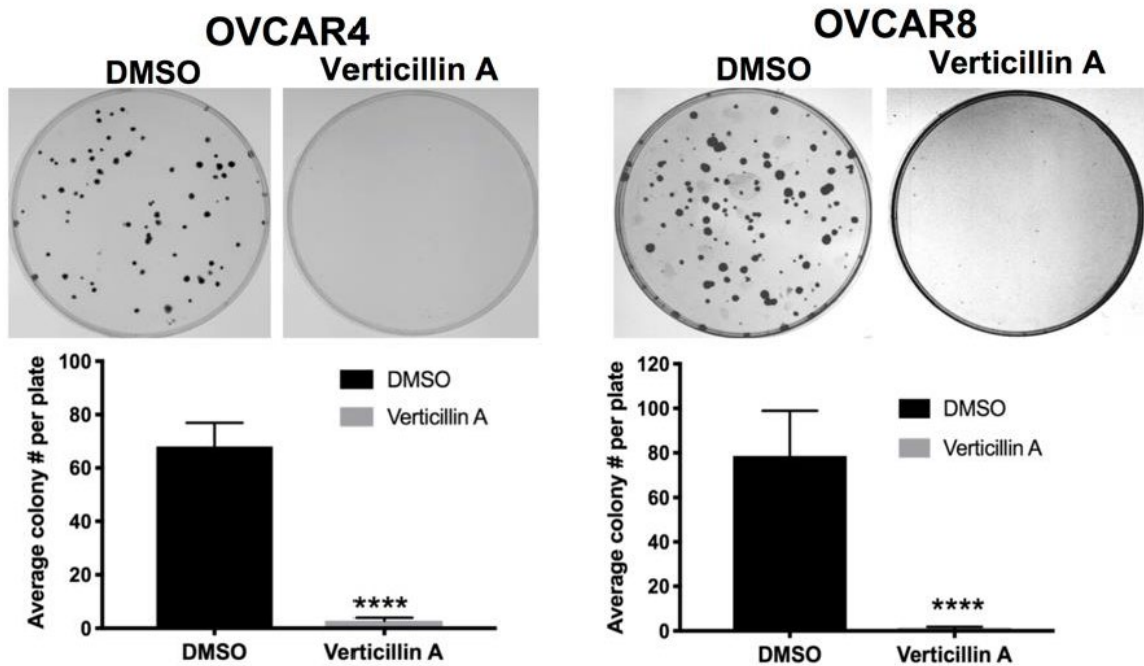 OVCAR4
DMSO
Verticillin A
Average colony # per plate
100
80
60
40
20
0
DMSO
Verticillin A
****
DMSO
Verticillin A
OVCAR8
DMSO
Verticillin A
Average colony # per plate
120
100
80
60
40
20
0
DMSO
Verticillin A
****
DMSO
Verticillin A